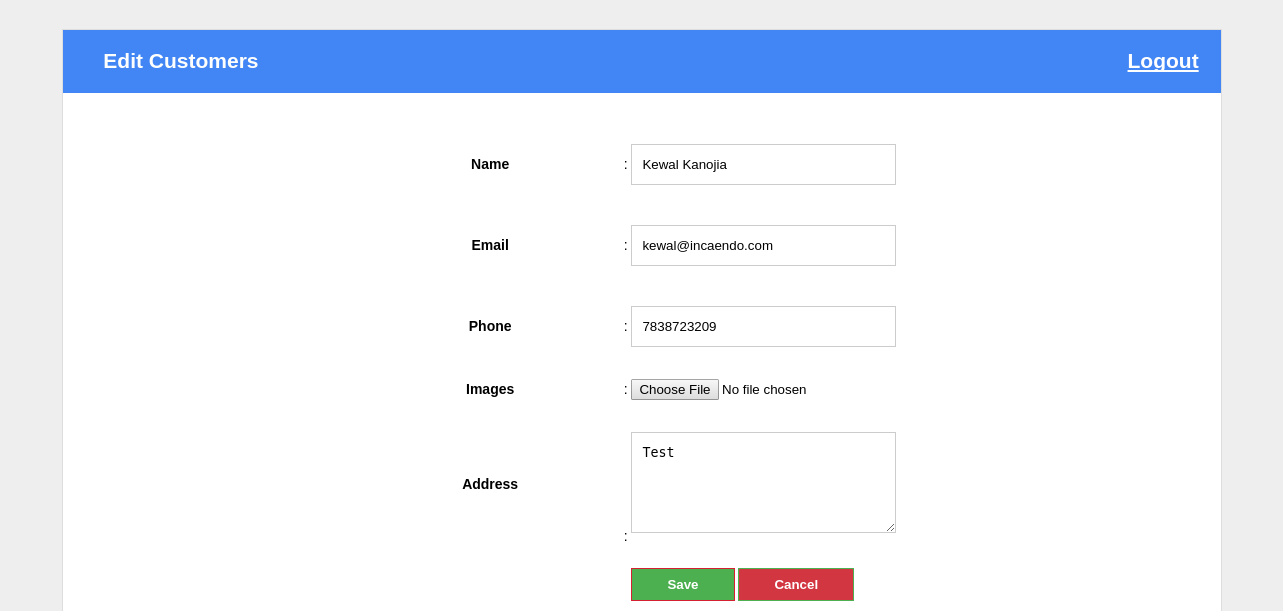 Edit Customers Logout
Name : Kewal Kanojia
Email : kewal@incaendo.com
Phone : 7838723209
Images : Choose File No file chosen
Address : Test
Save Cancel